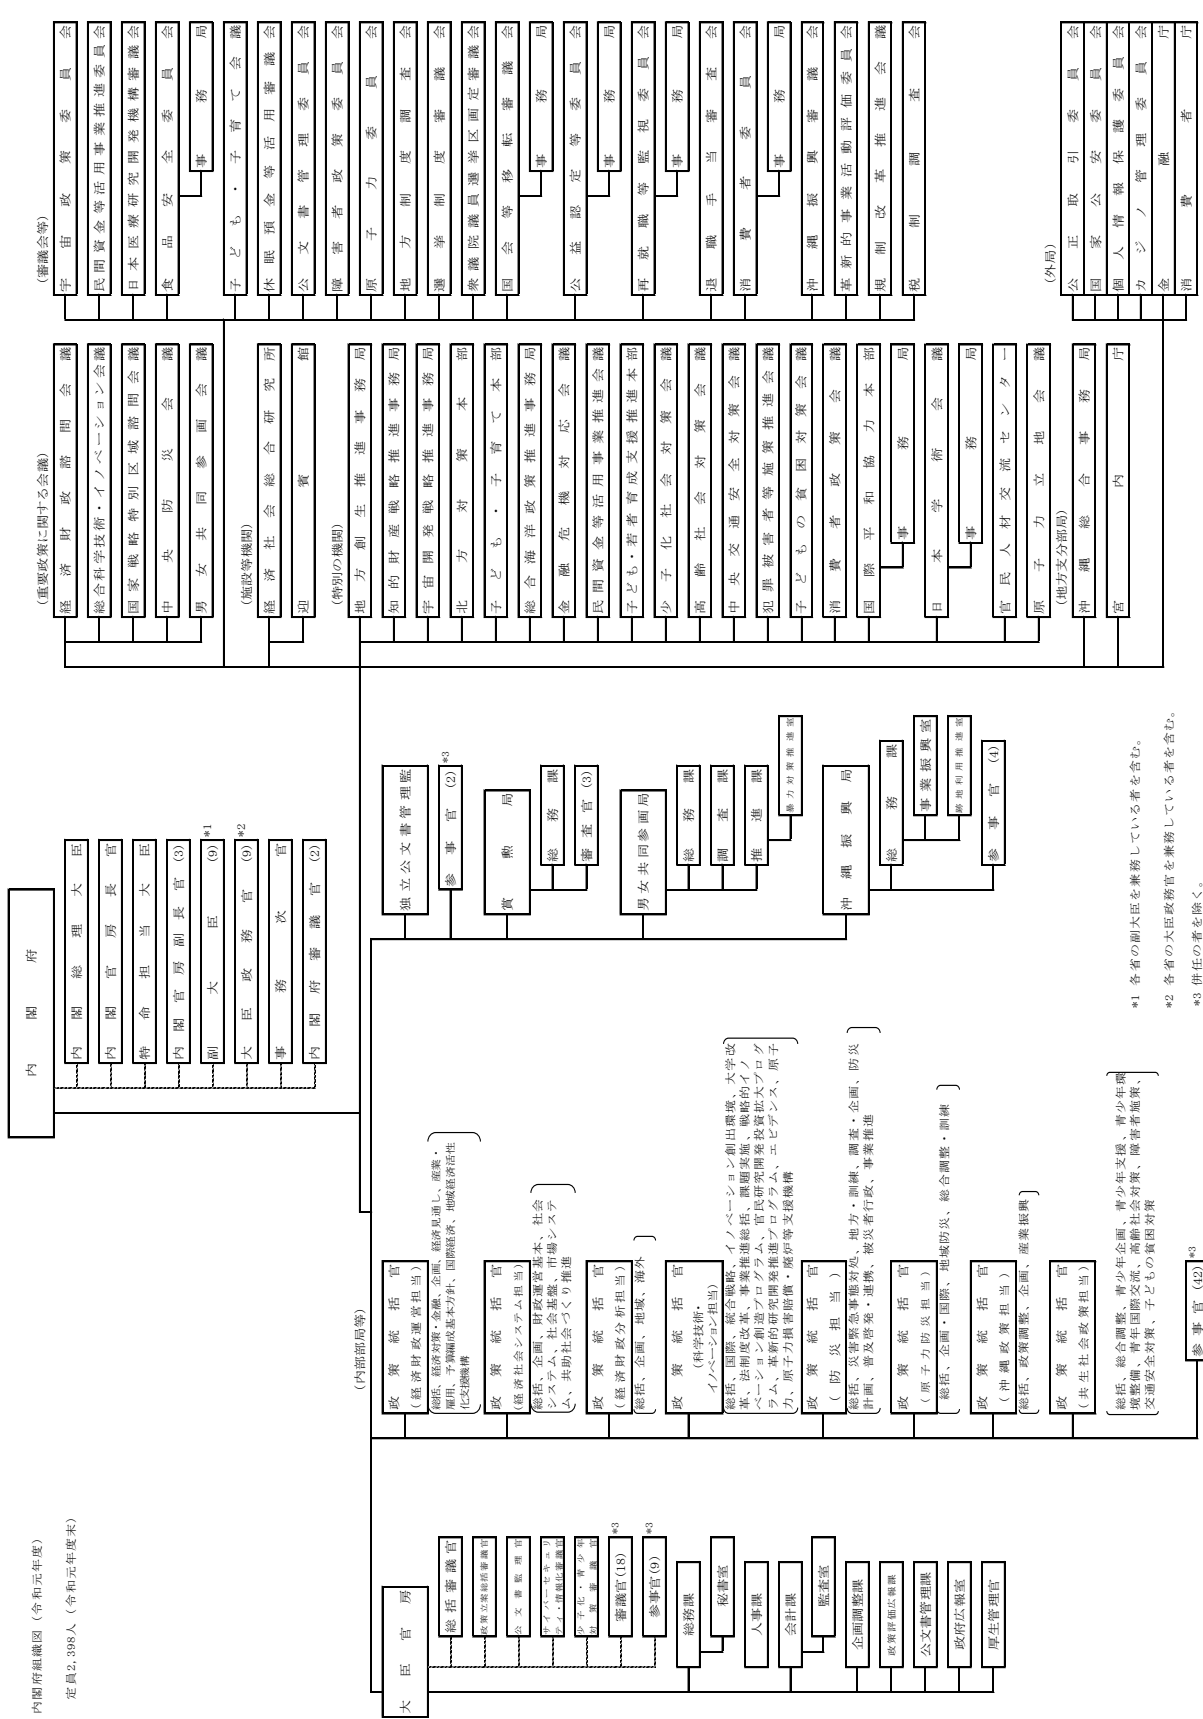 内閣府組織図（令和元年度）
定員2,398人（令和元年度末）
内閣府
内閣総理大臣
内閣官房長官
特命担当大臣
内閣官房副長官(3)
副大臣(9) *1
大臣政務官(9) *2
事務次官
内閣府審議官(2)
(内部部局等)
大臣官房
総括審議官
政策立案総括審議官
公文書監理官
サイバーセキュリ
ティ・情報化審議官
少子化・青少年
対策審議官
審議官(18) *3
参事官(9) *3
総務課
秘書室
人事課
会計課
監査室
企画調整課
政策評価広報課
公文書管理課
政府広報室
厚生管理官
政策統括官
(経済財政運営担当)
総括、経済対策・金融、企画、経済見通し、産業・
雇用、予算編成基本方針、国際経済、地域経済活性
化支援機構
政策統括官
(経済社会システム担当)
総括、企画、財政運営基本、社会
システム、社会基盤、市場システ
ム、共助社会づくり推進
政策統括官
(経済財政分析担当)
総括、企画、地域、海外
政策統括官
(科学技術・
イノベーション担当)
総括、国際、統合戦略、イノベーション創出環境、大学改
革、法制度改革、事業推進総括、課題実施、戦略的イノ
ベーション創造プログラム、官民研究開発投資拡大プログ
ラム、革新的研究開発推進プログラム、エビデンス、原子
力、原子力損害賠償・廃炉等支援機構
政策統括官
(防災担当)
総括、災害緊急事態対処、地方・訓練、調査・企画、防災
計画、普及啓発・連携、被災者行政、事業推進
政策統括官
(原子力防災担当)
総括、企画・国際、地域防災、総合調整・訓練
政策統括官
(沖縄政策担当)
総括、政策調整、企画、産業振興
政策統括官
(共生社会政策担当)
総括、総合調整、青少年企画、青少年支援、青少年環
境整備、青年国際交流、高齢社会対策、障害者施策、
交通安全対策、子どもの貧困対策
参事官(42) *3
独立公文書管理監
参事官(2) *3
賞勲局
総務課
審査官(3)
男女共同参画局
総務課
調査課
推進課
暴力対策推進室
沖縄振興局
総務課
事業振興室
跡地利用推進室
参事官(4)
*1 各省の副大臣を兼務している者を含む。
*2 各省の大臣政務官を兼務している者を含む。
*3 併任の者を除く。
(重要政策に関する会議)
経済財政諮問会議
総合科学技術・イノベーション会議
国家戦略特別区域諮問会議
中央防災会議
男女共同参画会議
(施設等機関)
経済社会総合研究所
迎賓館
(特別の機関)
地方創生推進事務局
知的財産戦略推進事務局
宇宙開発戦略推進事務局
北方対策本部
子ども・子育て本部
総合海洋政策推進事務局
金融危機対応会議
民間資金等活用事業推進会議
子ども・若者育成支援推進本部
少子化社会対策会議
高齢社会対策会議
中央交通安全対策会議
犯罪被害者等施策推進会議
子どもの貧困対策会議
消費者政策会議
国際平和協力本部
事務局
日本学術会議
事務局
官民人材交流センター
原子力立地会議
(地方支分部局)
沖縄総合事務局
宮内庁
(審議会等)
宇宙政策委員会
民間資金等活用事業推進委員会
日本医療研究開発機構審議会
食品安全委員会
事務局
子ども・子育て会議
休眠預金等活用審議会
公文書管理委員会
障害者政策委員会
原子力委員会
地方制度調査会
選挙制度審議会
衆議院議員選挙区画定審議会
国会等移転審議会
事務局
公益認定等委員会
事務局
再就職等監視委員会
事務局
退職手当審査会
消費者委員会
事務局
沖縄振興審議会
革新的事業活動評価委員会
規制改革推進会議
税制調査会
(外局)
公正取引委員会
国家公安委員会
個人情報保護委員会
カジノ管理委員会
金融庁
消費者庁